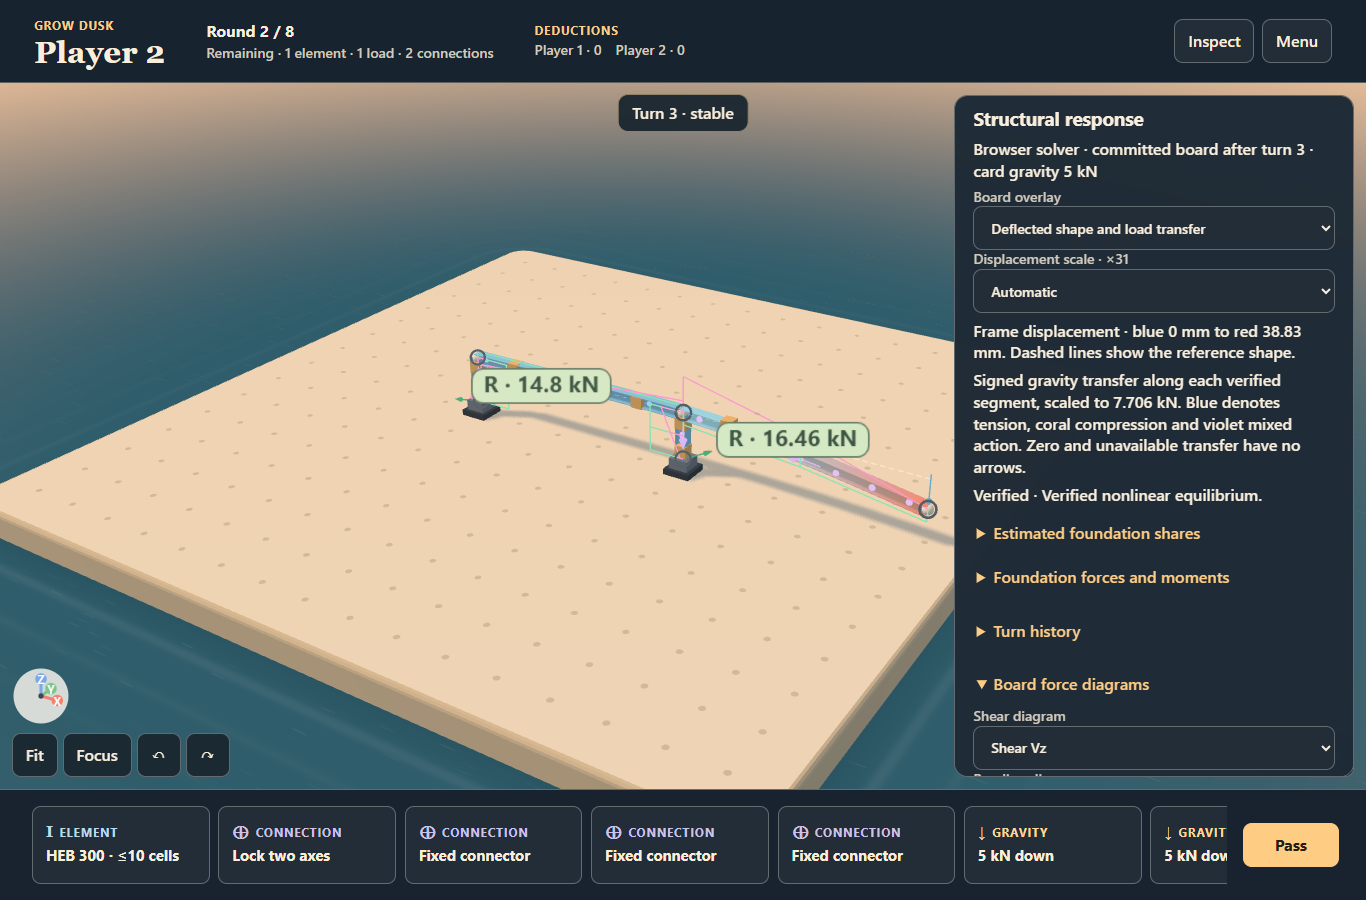 GROW DUSK
Player 2
Round 2 / 8
Remaining · 1 element · 1 load · 2 connections
DEDUCTIONS
Player 1 · 0 Player 2 · 0
Inspect
Menu
Turn 3 · stable
R · 14.8 kN
R · 16.46 kN
Structural response
Browser solver · committed board after turn 3 ·
card gravity 5 kN
Board overlay
Deflected shape and load transfer
Displacement scale · ×31
Automatic
Frame displacement · blue 0 mm to red 38.83
mm. Dashed lines show the reference shape.
Signed gravity transfer along each verified
segment, scaled to 7.706 kN. Blue denotes
tension, coral compression and violet mixed
action. Zero and unavailable transfer have no
arrows.
Verified · Verified nonlinear equilibrium.
Estimated foundation shares
Foundation forces and moments
Turn history
Board force diagrams
Shear diagram
Shear Vz
Z
Y
X
Fit
Focus
ELEMENT
HEB 300 · ≤10 cells
CONNECTION
Lock two axes
CONNECTION
Fixed connector
CONNECTION
Fixed connector
CONNECTION
Fixed connector
GRAVITY
5 kN down
GRAVIT
5 kN dow
Pass